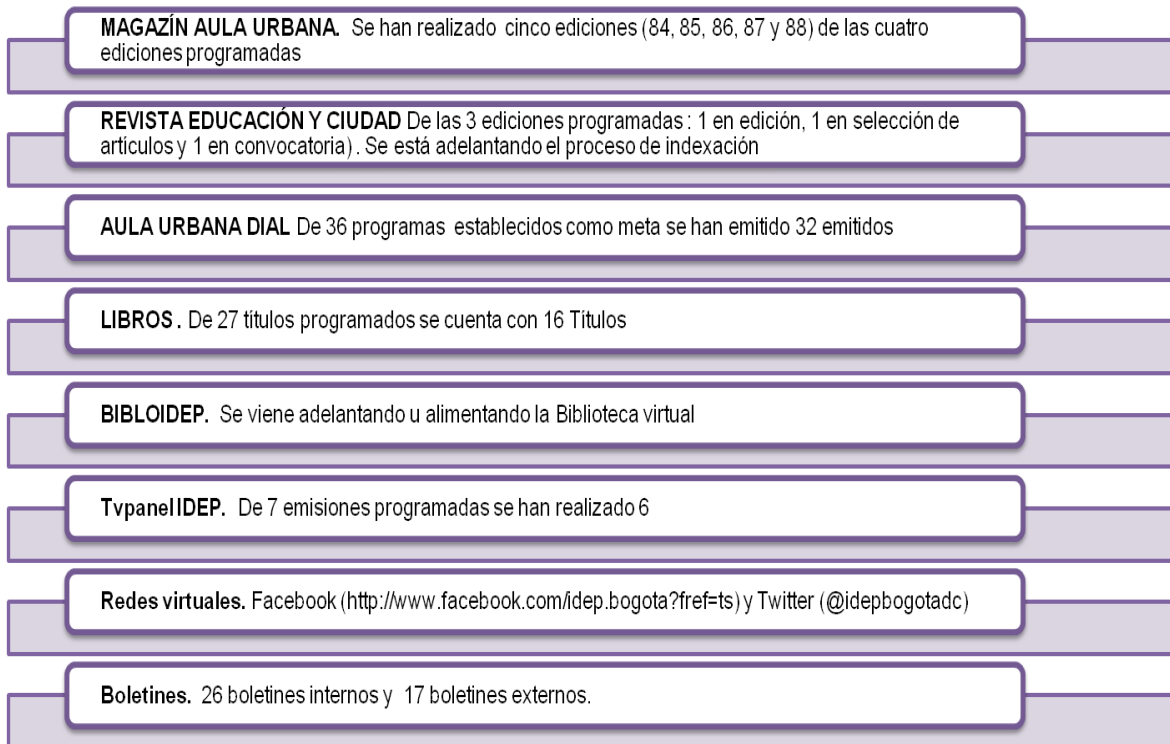 MAGAZÍN AULA URBANA. Se han realizado cinco ediciones (84, 85, 86, 87 y 88) de las cuatro
ediciones programadas
REVISTA EDUCACIÓN Y CIUDAD De las 3 ediciones programadas : 1 en edición, 1 en selección de
artículos y 1 en convocatoria) . Se está adelantando el proceso de indexación
AULA URBANA DIAL De 36 programas establecidos como meta se han emitido 32 emitidos
LIBROS . De 27 títulos programados se cuenta con 16 Títulos
BIBLOIDEP. Se viene adelantando u alimentando la Biblioteca virtual
Tvpanel IDEP. De 7 emisiones programadas se han realizado 6
Redes virtuales. Facebook (http://www.facebook.com/idep.bogota?fref=ts) y Twitter (@idepbogotadc)
Boletines. 26 boletines internos y 17 boletines externos.